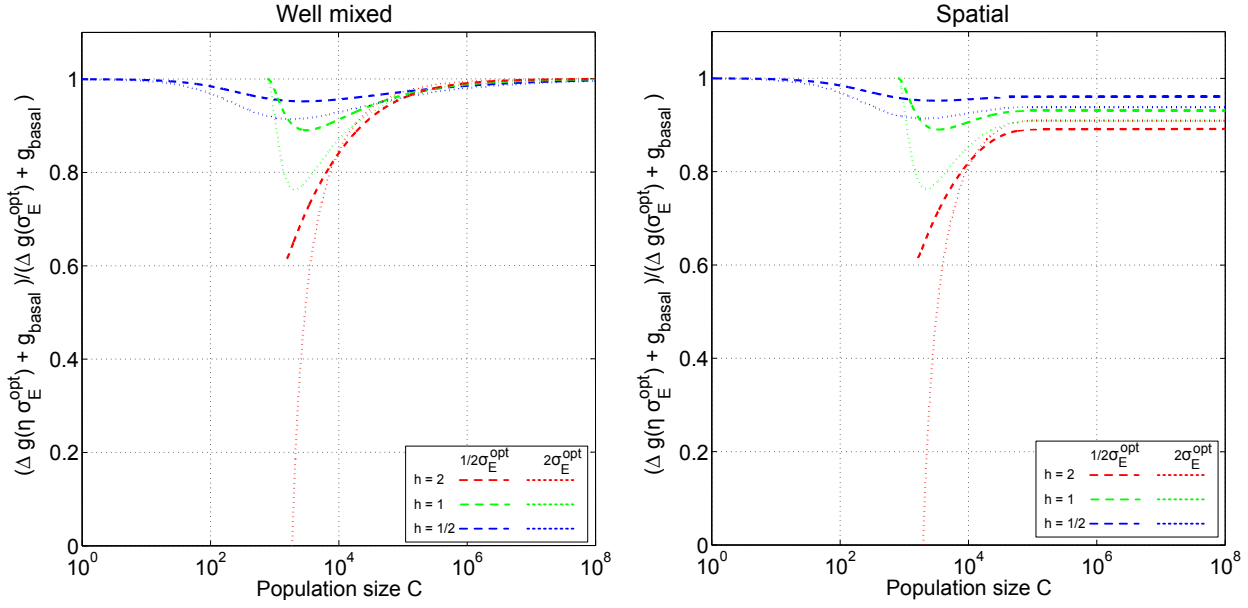 Well mixed
(Δ g(η σ_E^opt) + g_basal)/(Δ g(σ_E^opt) + g_basal)
1
0.8
0.6
0.4
0.2
0
10^0 10^2 10^4 10^6 10^8
Population size C
1/2σ_E^opt 2σ_E^opt
h = 2
h = 1
h = 1/2
Spatial
(Δ g(η σ_E^opt) + g_basal)/(Δ g(σ_E^opt) + g_basal)
1
0.8
0.6
0.4
0.2
0
10^0 10^2 10^4 10^6 10^8
Population size C
1/2σ_E^opt 2σ_E^opt
h = 2
h = 1
h = 1/2